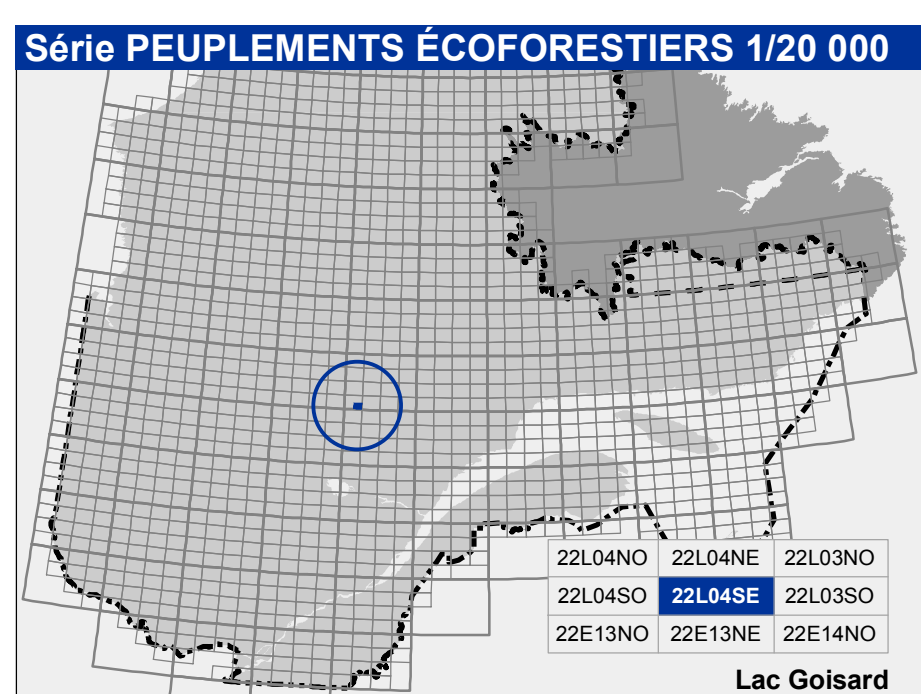 Série PEUPLEMENTS ÉCOFORESTIERS 1/20 000
22L04NO 22L04NE 22L03NO
22L04SO 22L04SE 22L03SO
22E13NO 22E13NE 22E14NO
Lac Goisard